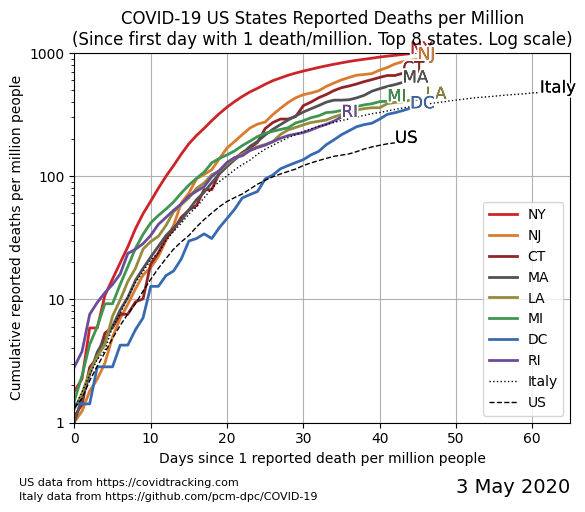 COVID-19 US States Reported Deaths per Million
(Since first day with 1 death/million. Top 8 states. Log scale)
Cumulative reported deaths per million people
1000
100
10
1
NY
NJ
CT
MA
LA
MI
DC
RI
Italy
US
NY
NJ
CT
MA
LA
MI
DC
RI
Italy
US
0 10 20 30 40 50 60
Days since 1 reported death per million people
US data from https://covidtracking.com
Italy data from https://github.com/pcm-dpc/COVID-19
3 May 2020